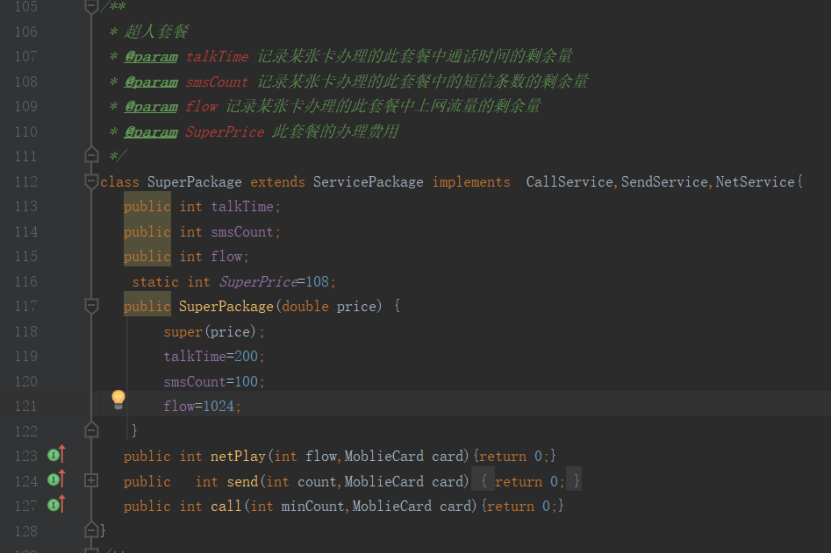 105 /**
106 * 超人套餐
107 * @param talkTime 记录某张卡办理的此套餐中通话时间的剩余量
108 * @param smsCount 记录某张卡办理的此套餐中的短信条数的剩余量
109 * @param flow 记录某张卡办理的此套餐中上网流量的剩余量
110 * @param SuperPrice 此套餐的办理费用
111 */
112 class SuperPackage extends ServicePackage implements  CallService,SendService,NetService{
113 public int talkTime;
114 public int smsCount;
115 public int flow;
116 static int SuperPrice=108;
117 public SuperPackage(double price) {
118 super(price);
119 talkTime=200;
120 smsCount=100;
121 flow=1024;
122 }
123 public int netPlay(int flow,MoblieCard card){return 0;}
124 public   int send(int count,MoblieCard card) { return 0; }
127 public int call(int minCount,MoblieCard card){return 0;}
128 }